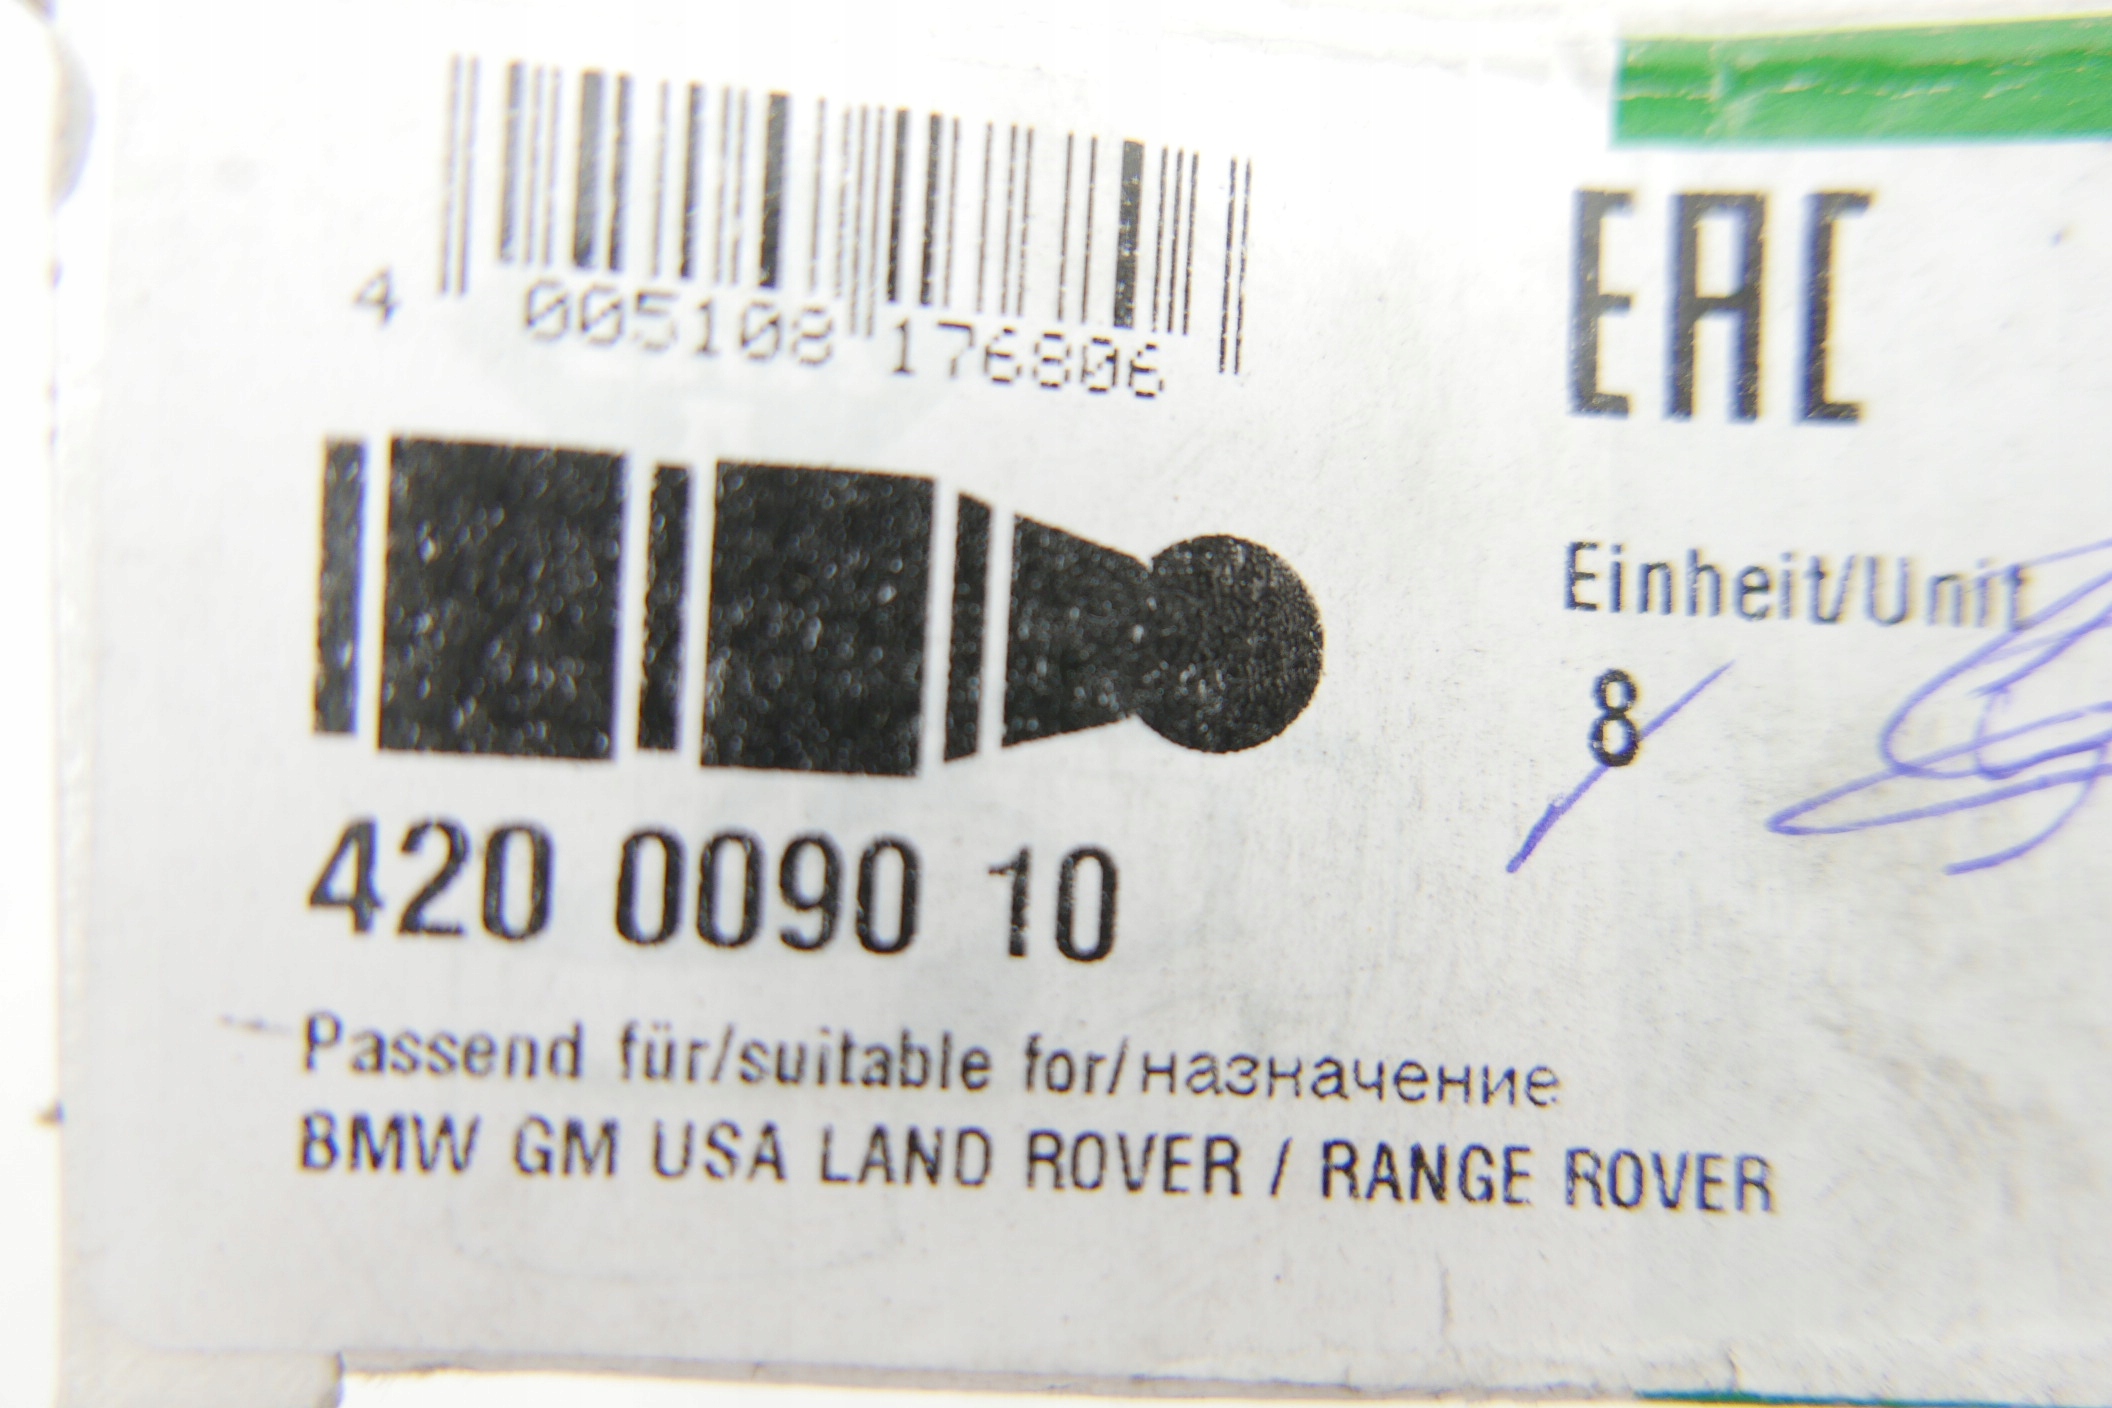 4 005108 176806
EAC
Einheit/Unit
8
420 0090 10
Passend für/suitable for/назначение
BMW GM USA LAND ROVER / RANGE ROVER